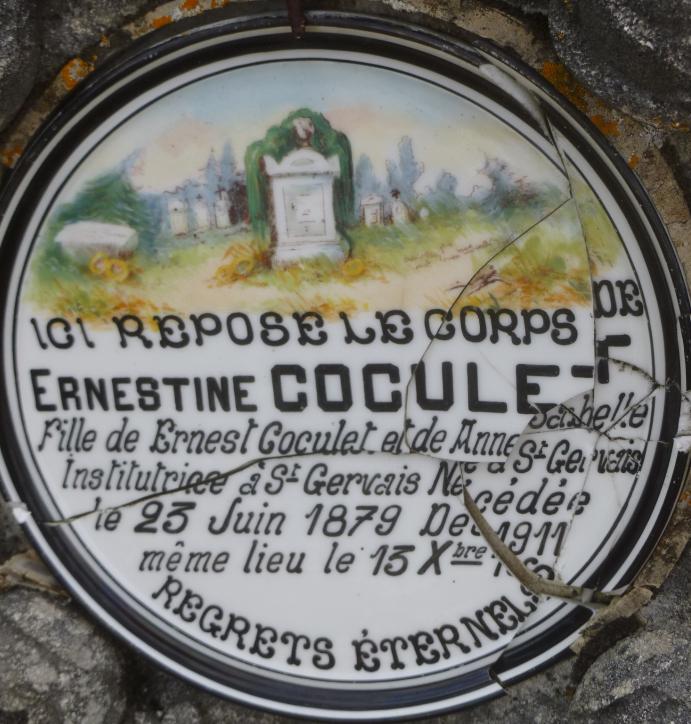 ICI REPOSE LE CORPS DE
ERNESTINE COCULET
Fille de Ernest Coculet et de Anne Sarbelle
Institutrice à St Gervais Née à St Gervais
le 23 Juin 1879 Décédée
même lieu le 13 Xbre 1911
REGRETS ÉTERNELS